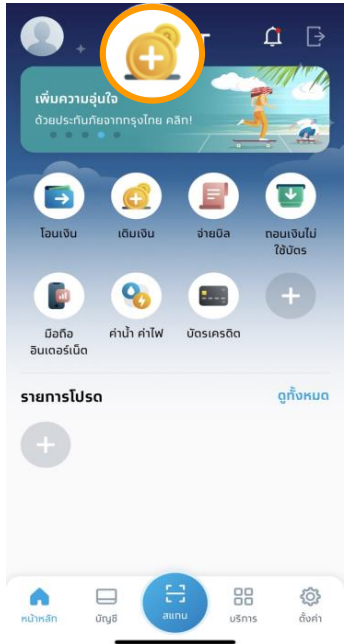 เพิ่มความอุ่นใจ
ด้วยประกันภัยจากกรุงไทย คลิก!
โอนเงิน
เติมเงิน
จ่ายบิล
ถอนเงินไม่
ใช้บัตร
มือถือ
อินเตอร์เน็ต
ค่าน้ำ ค่าไฟ
บัตรเครดิต
รายการโปรด
ดูทั้งหมด
หน้าหลัก
บัญชี
สแกน
บริการ
ตั้งค่า